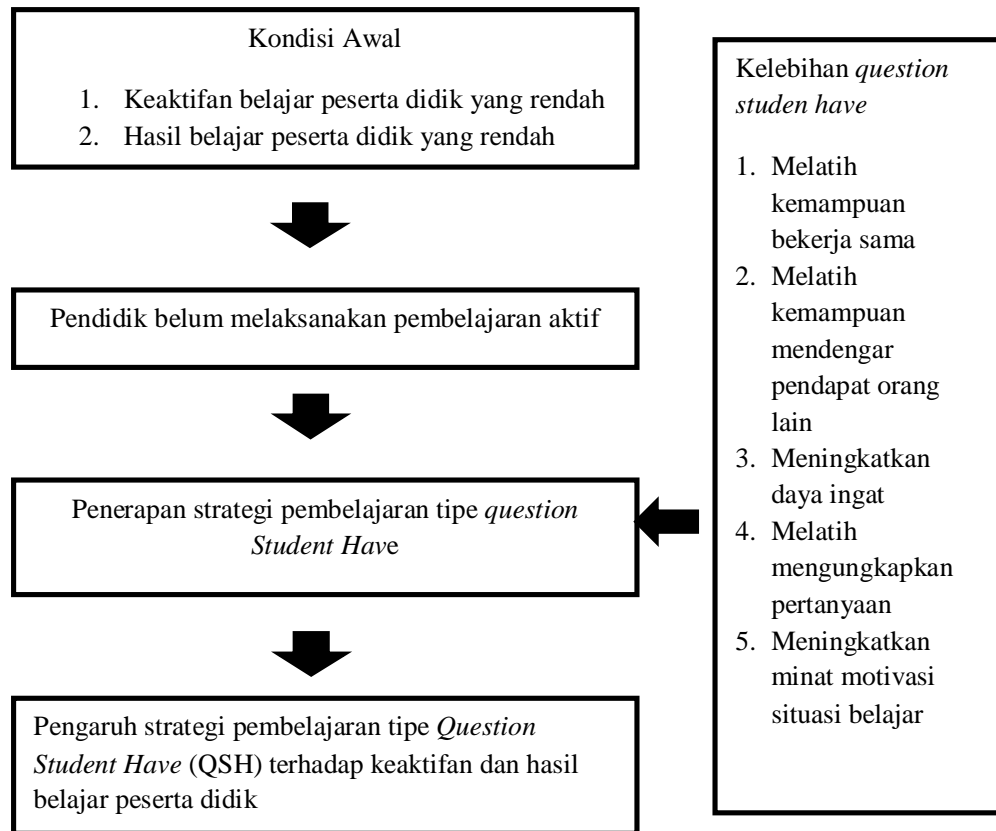 Kondisi Awal
1. Keaktifan belajar peserta didik yang rendah
2. Hasil belajar peserta didik yang rendah
Pendidik belum melaksanakan pembelajaran aktif
Penerapan strategi pembelajaran tipe question
Student Have
Pengaruh strategi pembelajaran tipe Question
Student Have (QSH) terhadap keaktifan dan hasil
belajar peserta didik
Kelebihan question
studen have
1. Melatih
kemampuan
bekerja sama
2. Melatih
kemampuan
mendengar
pendapat orang
lain
3. Meningkatkan
daya ingat
4. Melatih
mengungkapkan
pertanyaan
5. Meningkatkan
minat motivasi
situasi belajar